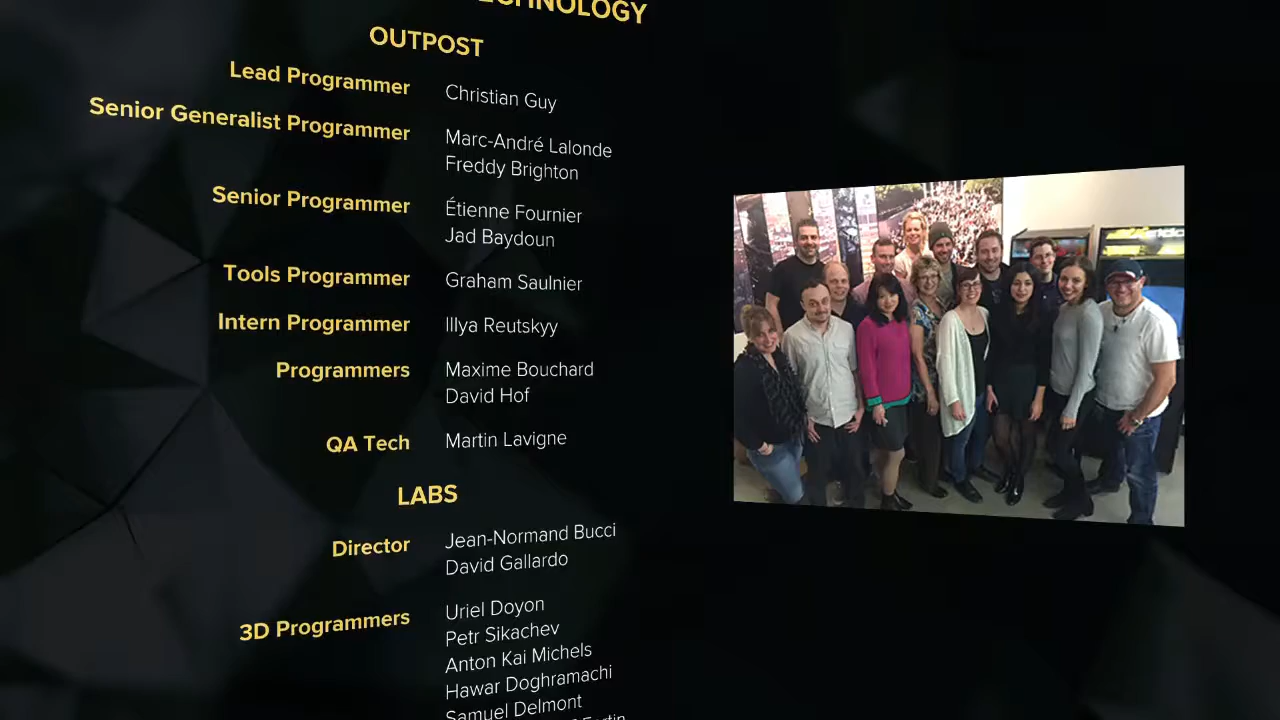 OUTPOST
Lead Programmer Christian Guy
Senior Generalist Programmer Marc-André Lalonde
Freddy Brighton
Senior Programmer Étienne Fournier
Jad Baydoun
Tools Programmer Graham Saulnier
Intern Programmer Illya Reutskyy
Programmers Maxime Bouchard
David Hof
QA Tech Martin Lavigne
LABS
Director Jean-Normand Bucci
David Gallardo
3D Programmers Uriel Doyon
Petr Sikachev
Anton Kai Michels
Hawar Doghramachi
Samuel Delmont